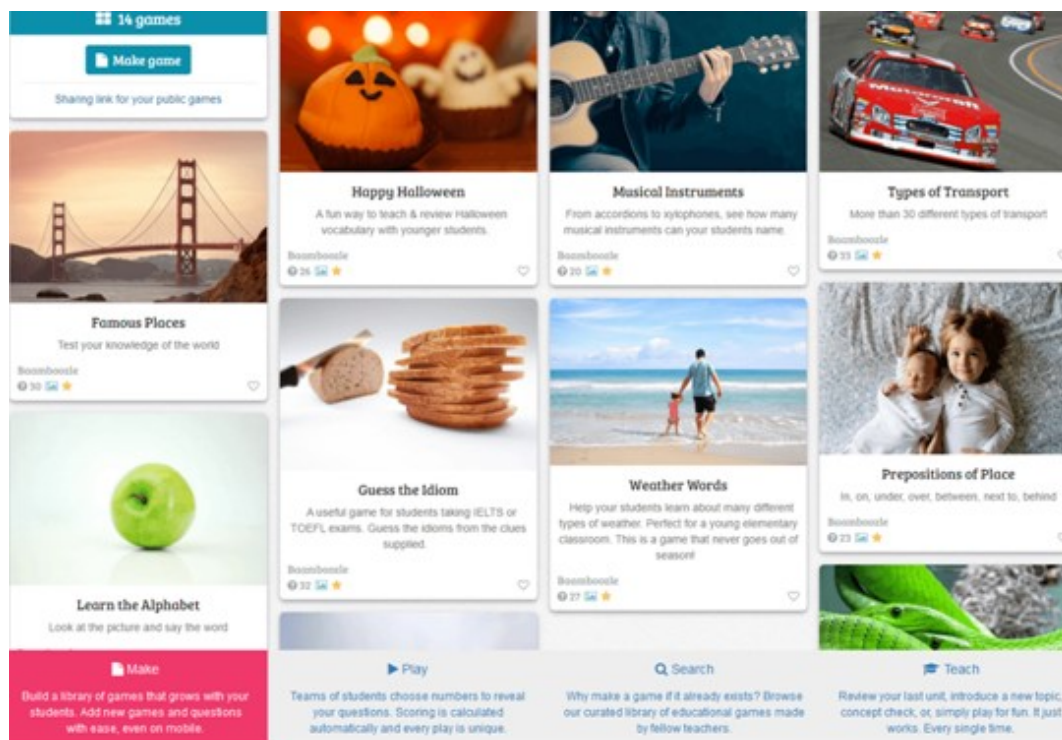 14 games
Make game
Sharing link for your public games
Famous Places
Test your knowledge of the world
Baamboozle
30
Learn the Alphabet
Look at the picture and say the word
Happy Halloween
A fun way to teach & review Halloween
vocabulary with younger students.
Baamboozle
26
Guess the Idiom
A useful game for students taking IELTS or
TOEFL exams. Guess the idioms from the clues
supplied.
Baamboozle
32
Musical Instruments
From accordions to xylophones, see how many
musical instruments can your students name.
Baamboozle
20
Weather Words
Help your students learn about many different
types of weather. Perfect for a young elementary
classroom. This is a game that never goes out of
season!
Baamboozle
27
Motorcraft
Types of Transport
More than 30 different types of transport
Baamboozle
33
Prepositions of Place
In, on, under, over, between, next to, behind
Baamboozle
23
Make
Build a library of games that grows with your
students. Add new games and questions
with ease, even on mobile.
Play
Teams of students choose numbers to reveal
your questions. Scoring is calculated
automatically and every play is unique.
Search
Why make a game if it already exists? Browse
our curated library of educational games made
by fellow teachers.
Teach
Review your last unit, introduce a new topic,
concept check, or, simply play for fun. It just
works. Every single time.